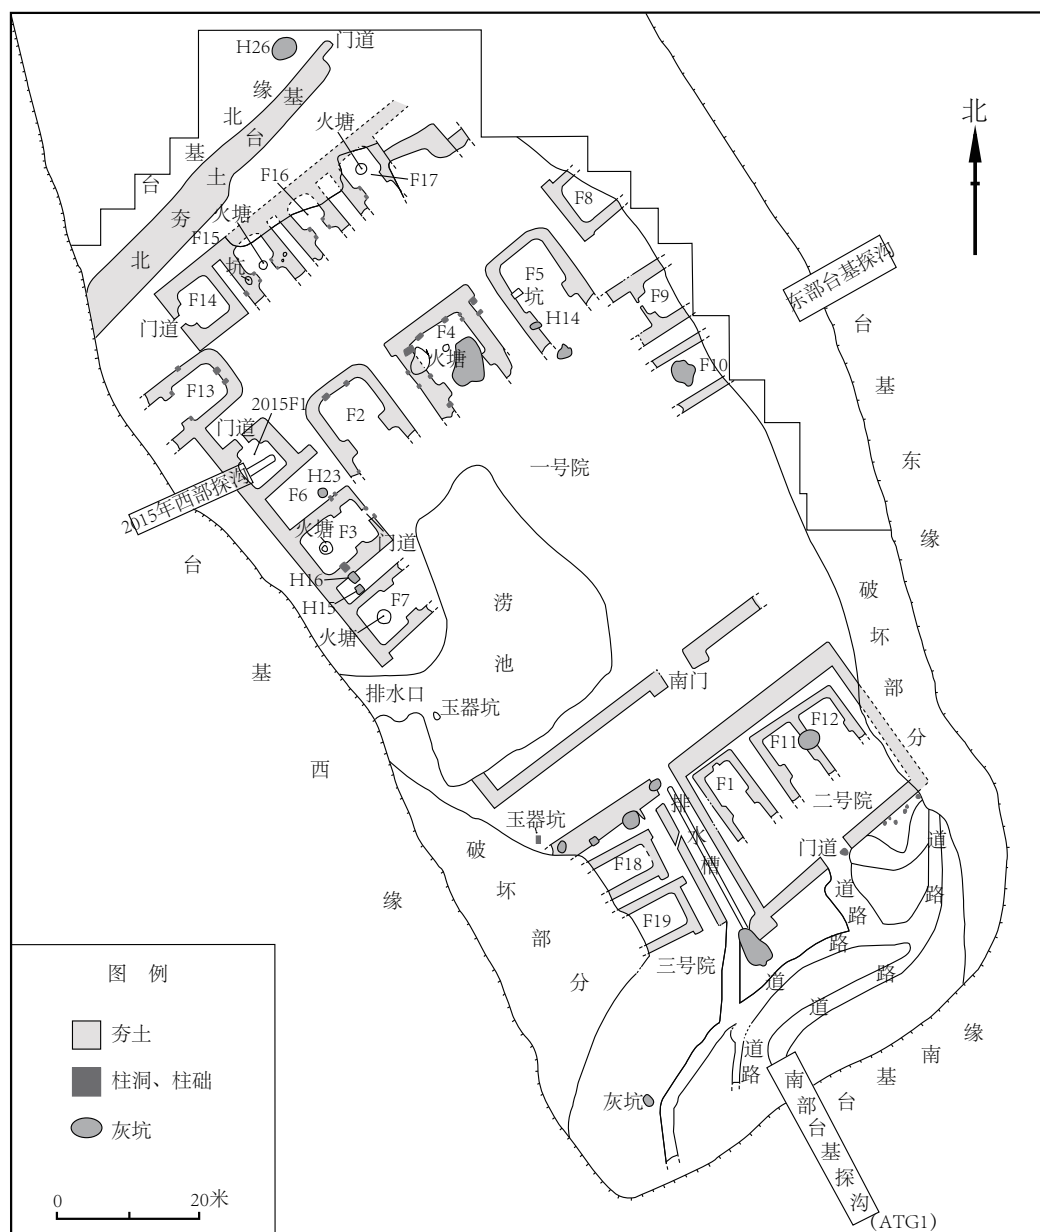 门道
H26
北台基夯土台基北缘
火塘
F16
F17
火塘
F15
坑
F14
门道
F8
F5
坑
H14
F9
F10
F4
火塘
F13
F2
2015F1
门道
2015年西部探沟
H23
F6
火塘
F3
门道
H16
H15
F7
火塘
一号院
涝池
北
东部台基探沟
台基东缘
破坏部分
台基西缘
排水口
玉器坑
南门
F12
F11
F1
二号院
排水槽
玉器坑
F18
F19
三号院
门道
道路
道路
道路
道路
道路
破坏部分
灰坑
台基南缘
南部台基探沟
(ATG1)
图 例
夯土
柱洞、柱础
灰坑
0 20米